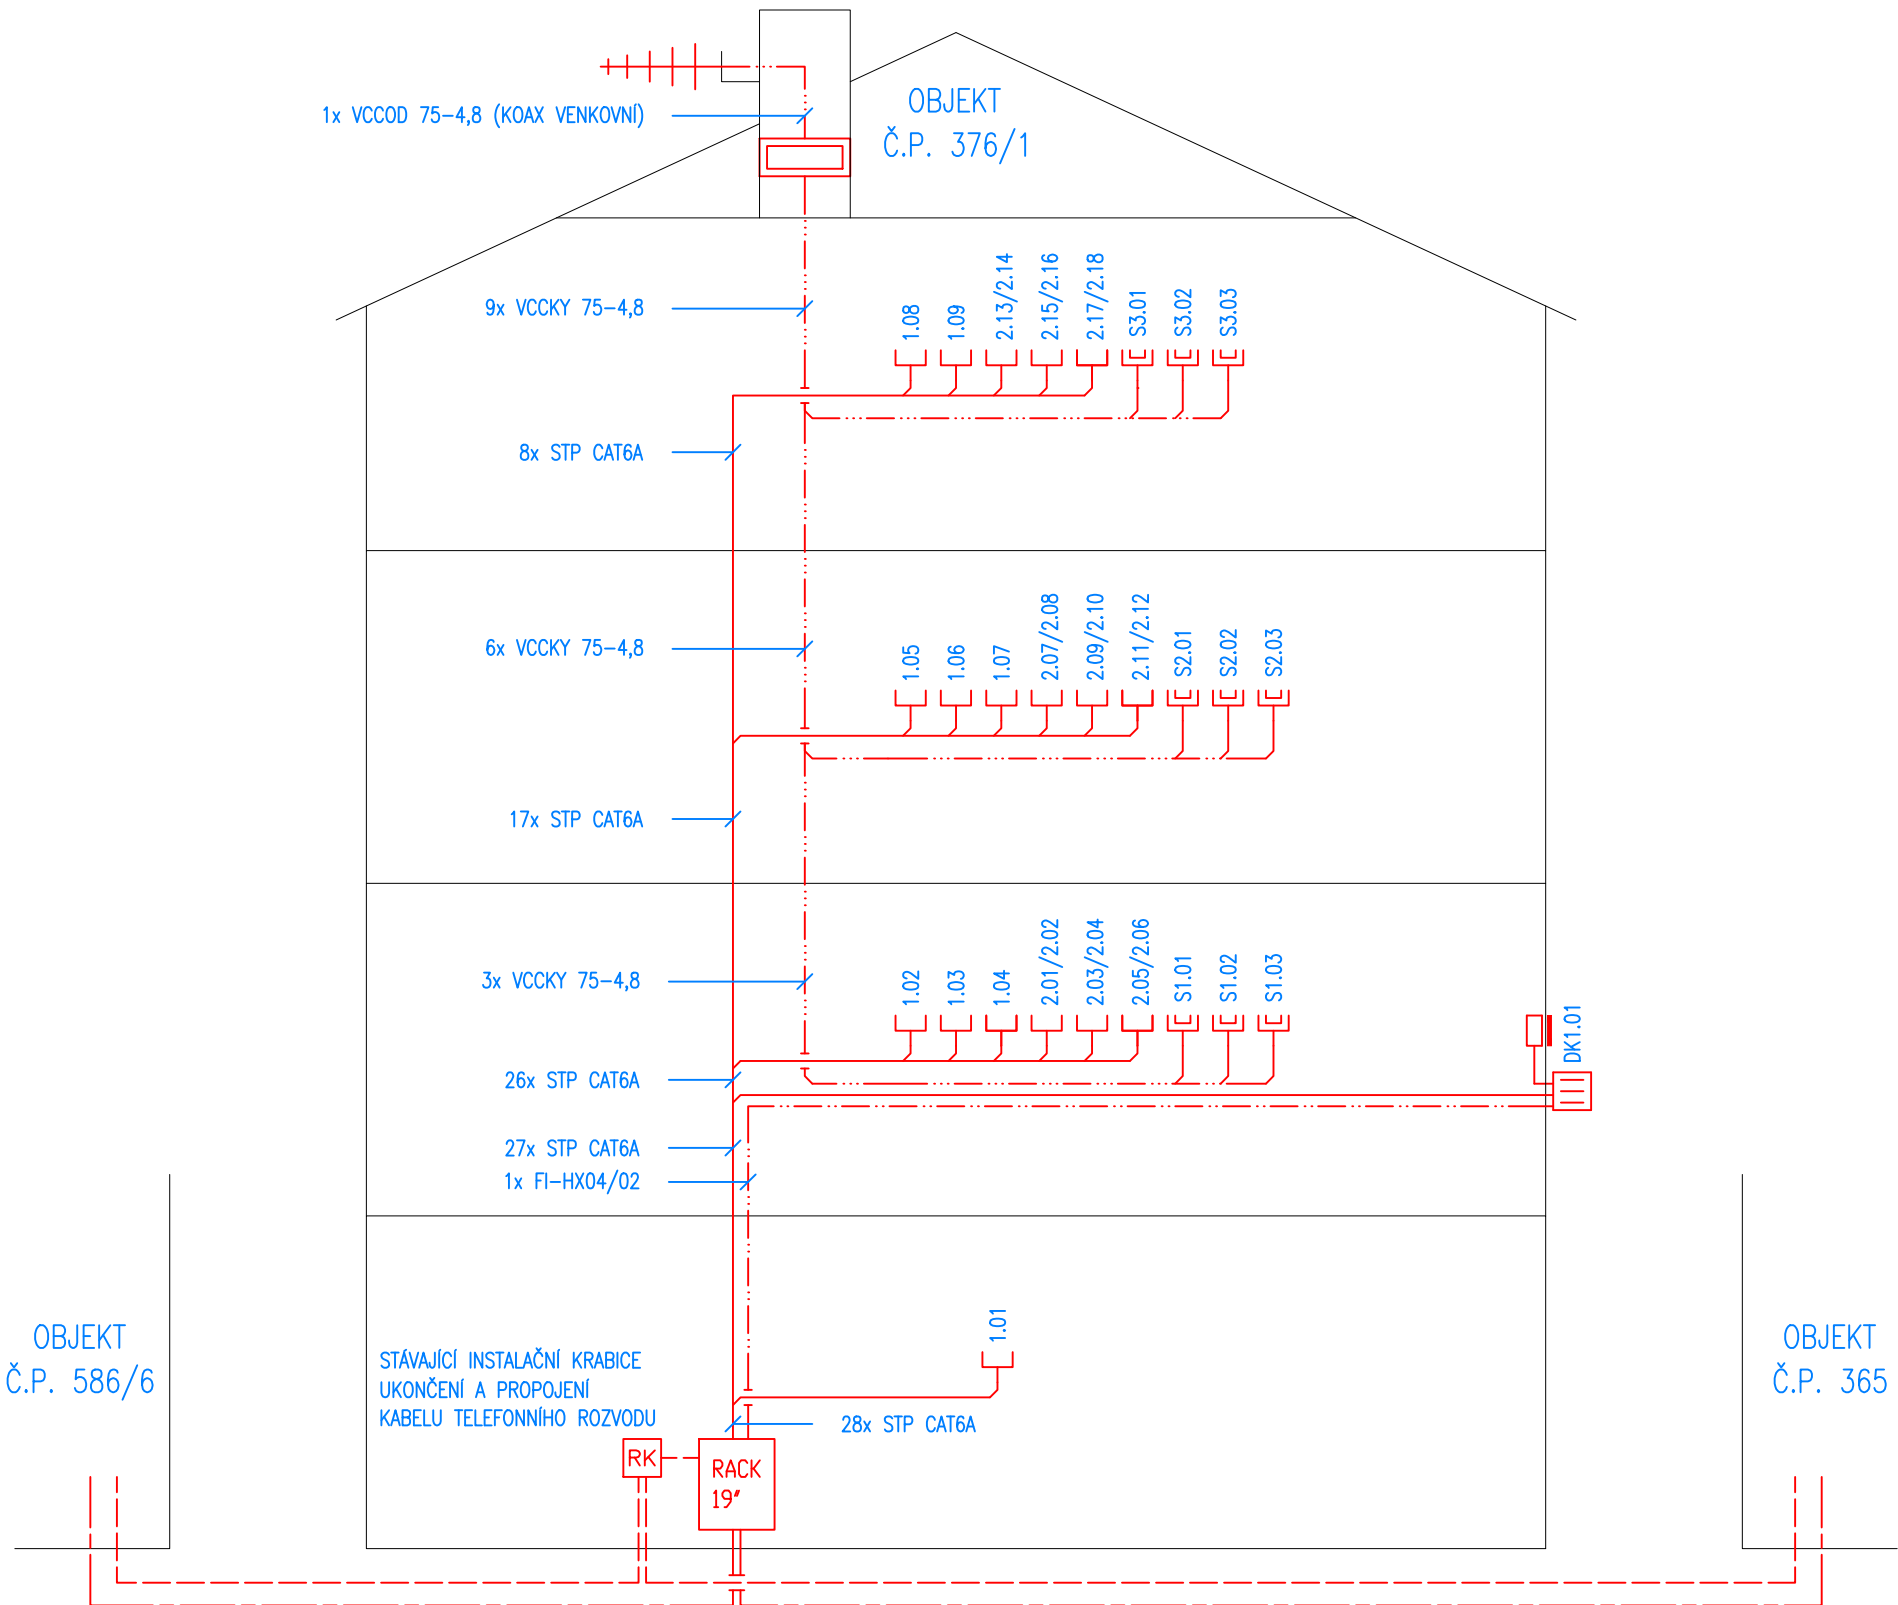 1x VCCOD 75-4,8 (KOAX VENKOVNÍ)
OBJEKT
Č.P. 376/1
9x VCCKY 75-4,8
1.08
1.09
2.13/2.14
2.15/2.16
2.17/2.18
S3.01
S3.02
S3.03
8x STP CAT6A
6x VCCKY 75-4,8
1.05
1.06
1.07
2.07/2.08
2.09/2.10
2.11/2.12
S2.01
S2.02
S2.03
17x STP CAT6A
3x VCCKY 75-4,8
1.02
1.03
1.04
2.01/2.02
2.03/2.04
2.05/2.06
S1.01
S1.02
S1.03
DK1.01
26x STP CAT6A
27x STP CAT6A
1x FI-HX04/02
1.01
OBJEKT
Č.P. 586/6
STÁVAJÍCÍ INSTALAČNÍ KRABICE
UKONČENÍ A PROPOJENÍ
KABELU TELEFONNÍHO ROZVODU
28x STP CAT6A
RK
RACK
19"
OBJEKT
Č.P. 365